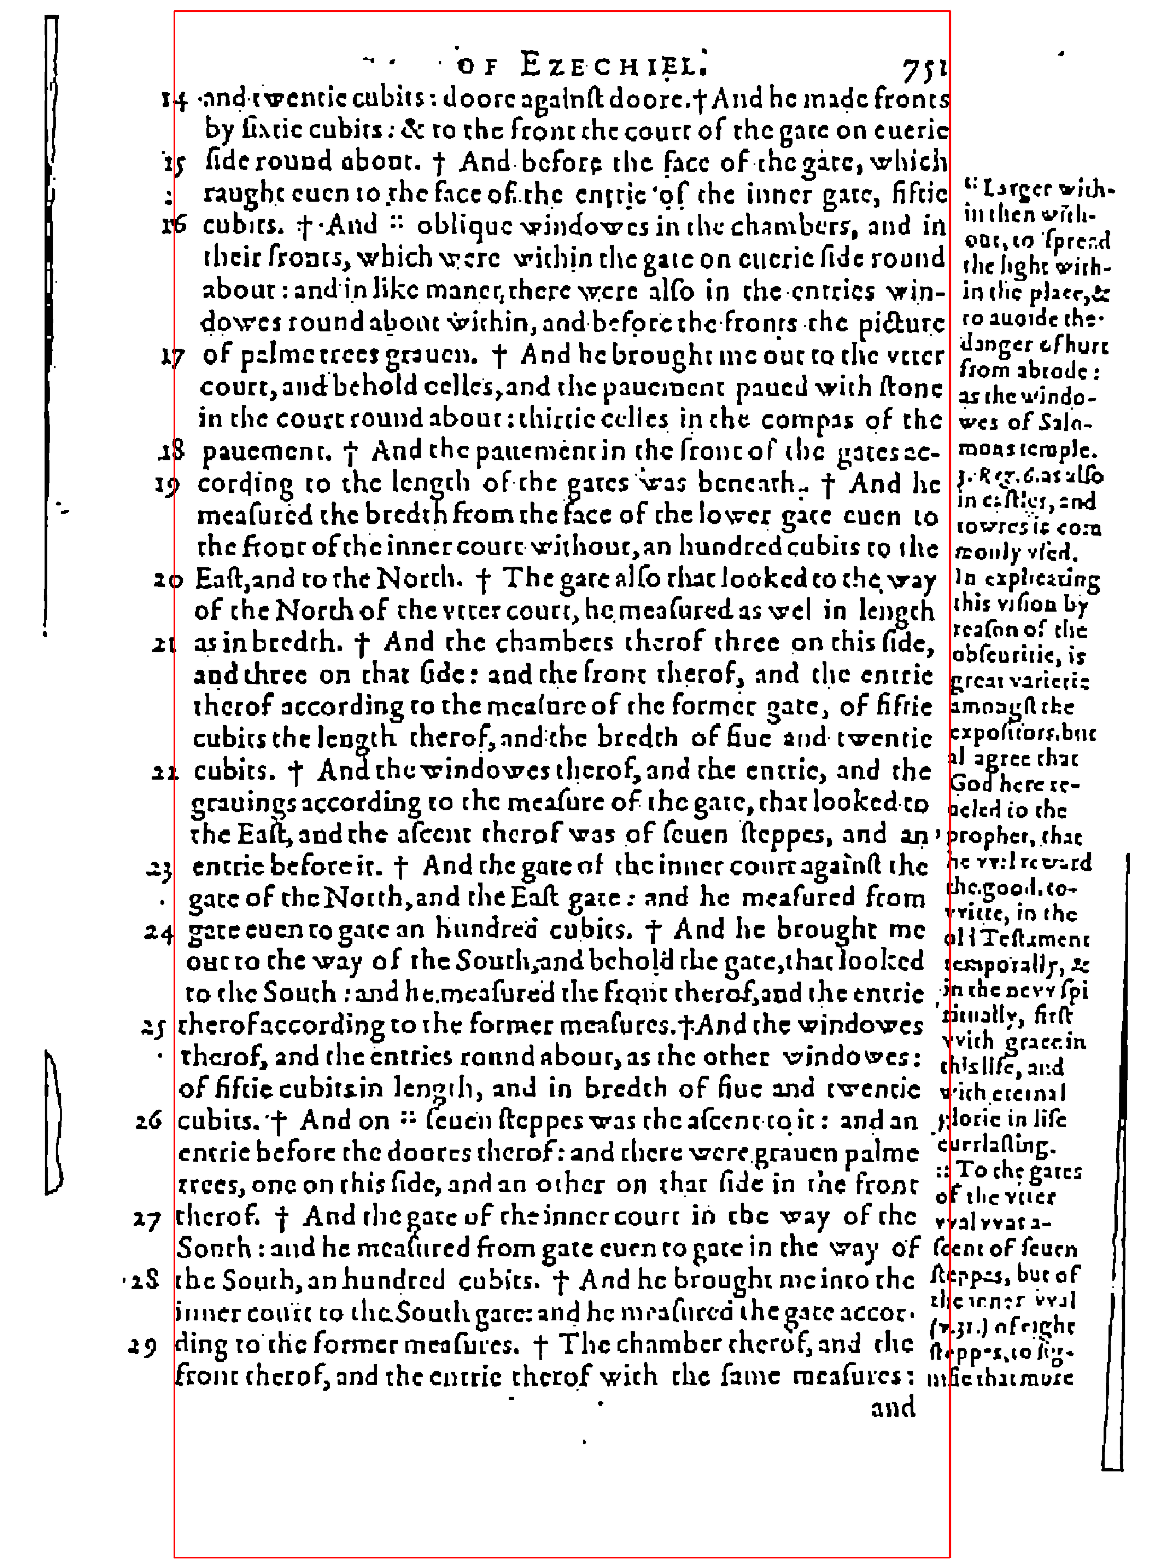 OF EZECHIEL. 751
14 and twentie cubits: doore againſt doore. † And he made fronts
by ſixtie cubits: & to the front the court of the gate on euerie
15 ſide round about. † And before the face of the gate, which
raught euen to the face of the entrie of the inner gate, fiftie
16 cubits. † And :: oblique windowes in the chambers, and in
their fronts, which were within the gate on euerie ſide round
about: and in like maner, there were alſo in the entries win-
dowes round about within, and before the fronts the picture
17 of palme trees grauen. † And he brought me out to the vtter
court, and behold celles, and the pauement paued with ſtone
in the court round about: thirtie celles in the compas of the
18 pauement. † And the pauement in the front of the gates ac-
19 cording to the length of the gates was beneath. † And he
meaſured the bredth from the face of the lower gate euen to
the front of the inner court without, an hundred cubits to the
20 Eaſt, and to the North. † The gate alſo that looked to the way
of the North of the vtter court, he meaſured as wel in length
21 as in bredth. † And the chambers therof three on this ſide,
and three on that ſide: and the front therof, and the entrie
therof according to the meaſure of the former gate, of fiftie
cubits the length therof, and the bredth of fiue and twentie
22 cubits. † And the windowes therof, and the entrie, and the
grauings according to the meaſure of the gate, that looked to
the Eaſt, and the aſcent therof was of ſeuen ſteppes, and an
23 entrie before it. † And the gate of the inner court againſt the
gate of the North, and the Eaſt gate: and he meaſured from
24 gate euen to gate an hundred cubits. † And he brought me
out to the way of the South, and behold the gate, that looked
to the South: and he meaſured the front therof, and the entrie
25 therof according to the former meaſures. † And the windowes
therof, and the entries round about, as the other windowes:
of fiftie cubits in length, and in bredth of fiue and twentie
26 cubits. † And on :: ſeuen ſteppes was the aſcent to it: and an
entrie before the doores therof: and there were grauen palme
trees, one on this ſide, and an other on that ſide in the front
27 therof. † And the gate of the inner court in the way of the
South: and he meaſured from gate euen to gate in the way of
28 the South, an hundred cubits. † And he brought me into the
inner court to the South gate: and he meaſured the gate accor-
29 ding to the former meaſures. † The chamber therof, and the
front therof, and the entrie therof with the ſame meaſures:
and
:: Larger with-
in then with-
out, to ſpread
the light with-
in the place, &
to auoide the
danger of hurt
from abrode:
as the windo-
wes of Salo-
mons temple.
3. Reg. 6. as alſo
in caſtles, and
towres is com
monly vſed.
In explicating
this viſion by
reaſon of the
obſcuritie, is
great varietie
amongſt the
expoſitors. but
al agree that
God here re-
ueled to the
prophet, that
he vvil revvard
the good. to-
vvitte, in the
old Teſtament
temporally, &
in the nevv ſpi
ritually, firſt
vvith grace in
this life, and
with eternal
glorie in life
euerlaſting.
:: To the gates
of the vtter
vval vvat a-
ſcent of ſeuen
ſteppes, but of
the inner vval
(v. 31.) of eight
ſteppes, to ſig-
nifie that more